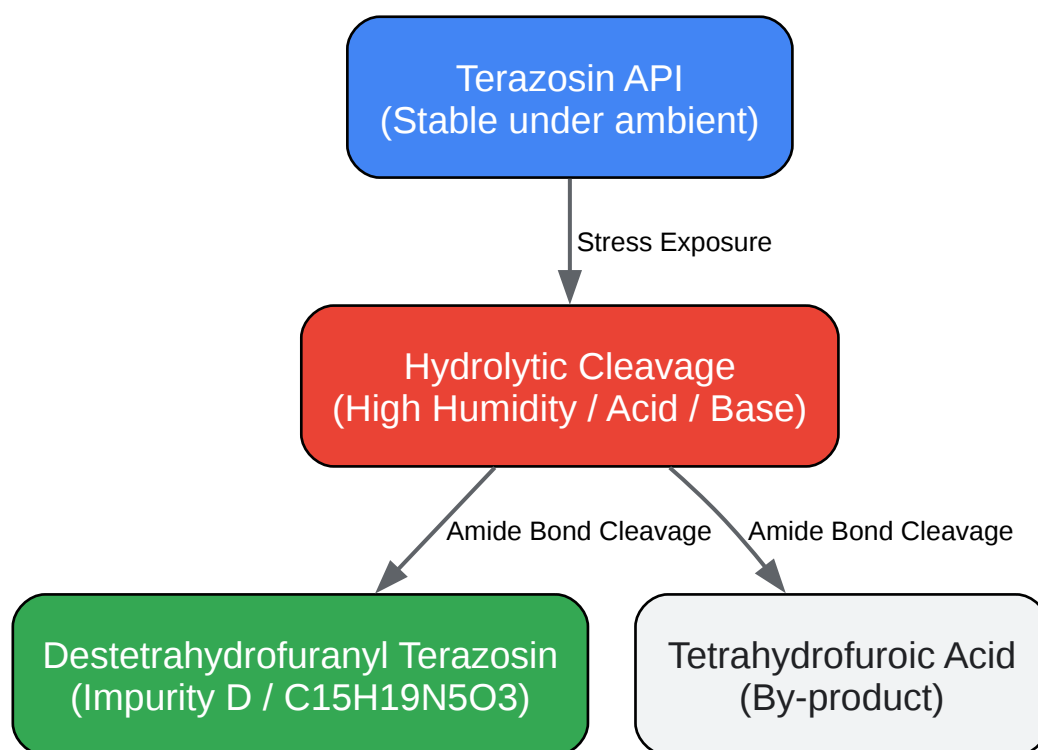 Terazosin API
(Stable under ambient)
Stress Exposure
Hydrolytic Cleavage
(High Humidity / Acid / Base)
Amide Bond Cleavage
Amide Bond Cleavage
Destetrahydrofuranyl Terazosin
(Impurity D / C15H19N5O3)
Tetrahydrofuroic Acid
(By-product)